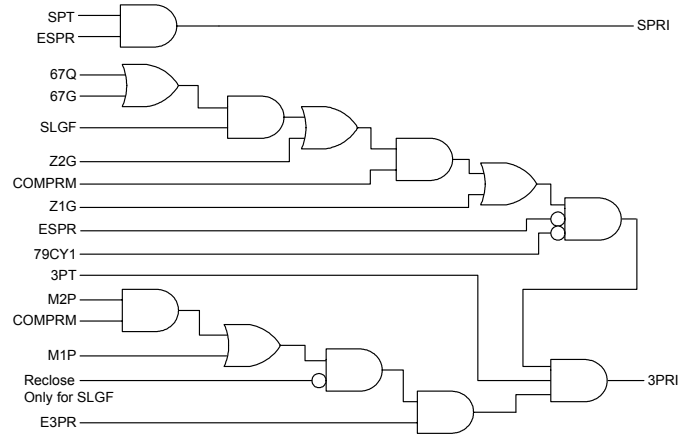 SPT
ESPR
SPRI
67Q
67G
SLGF
Z2G
COMPRM
Z1G
ESPR
79CY1
3PT
M2P
COMPRM
M1P
Reclose
Only for SLGF
E3PR
3PRI